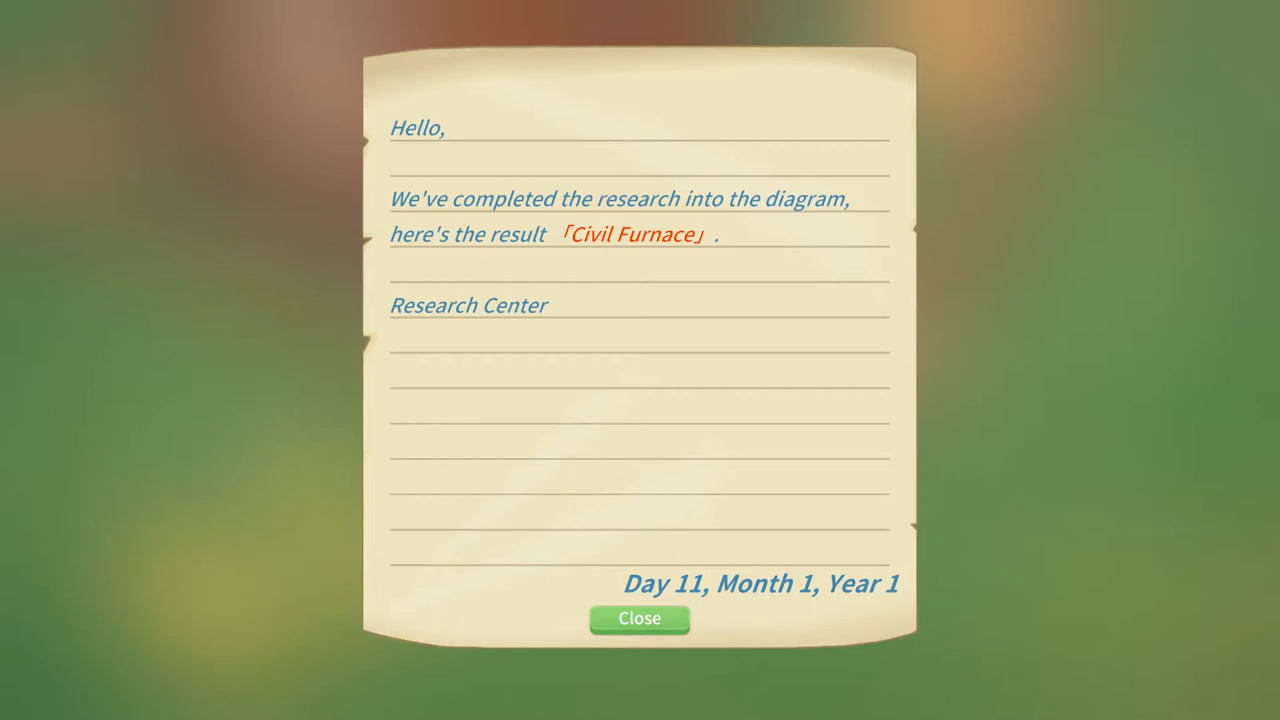 Hello,
We've completed the research into the diagram,
here's the result 「Civil Furnace」.
Research Center
Day 11, Month 1, Year 1
Close